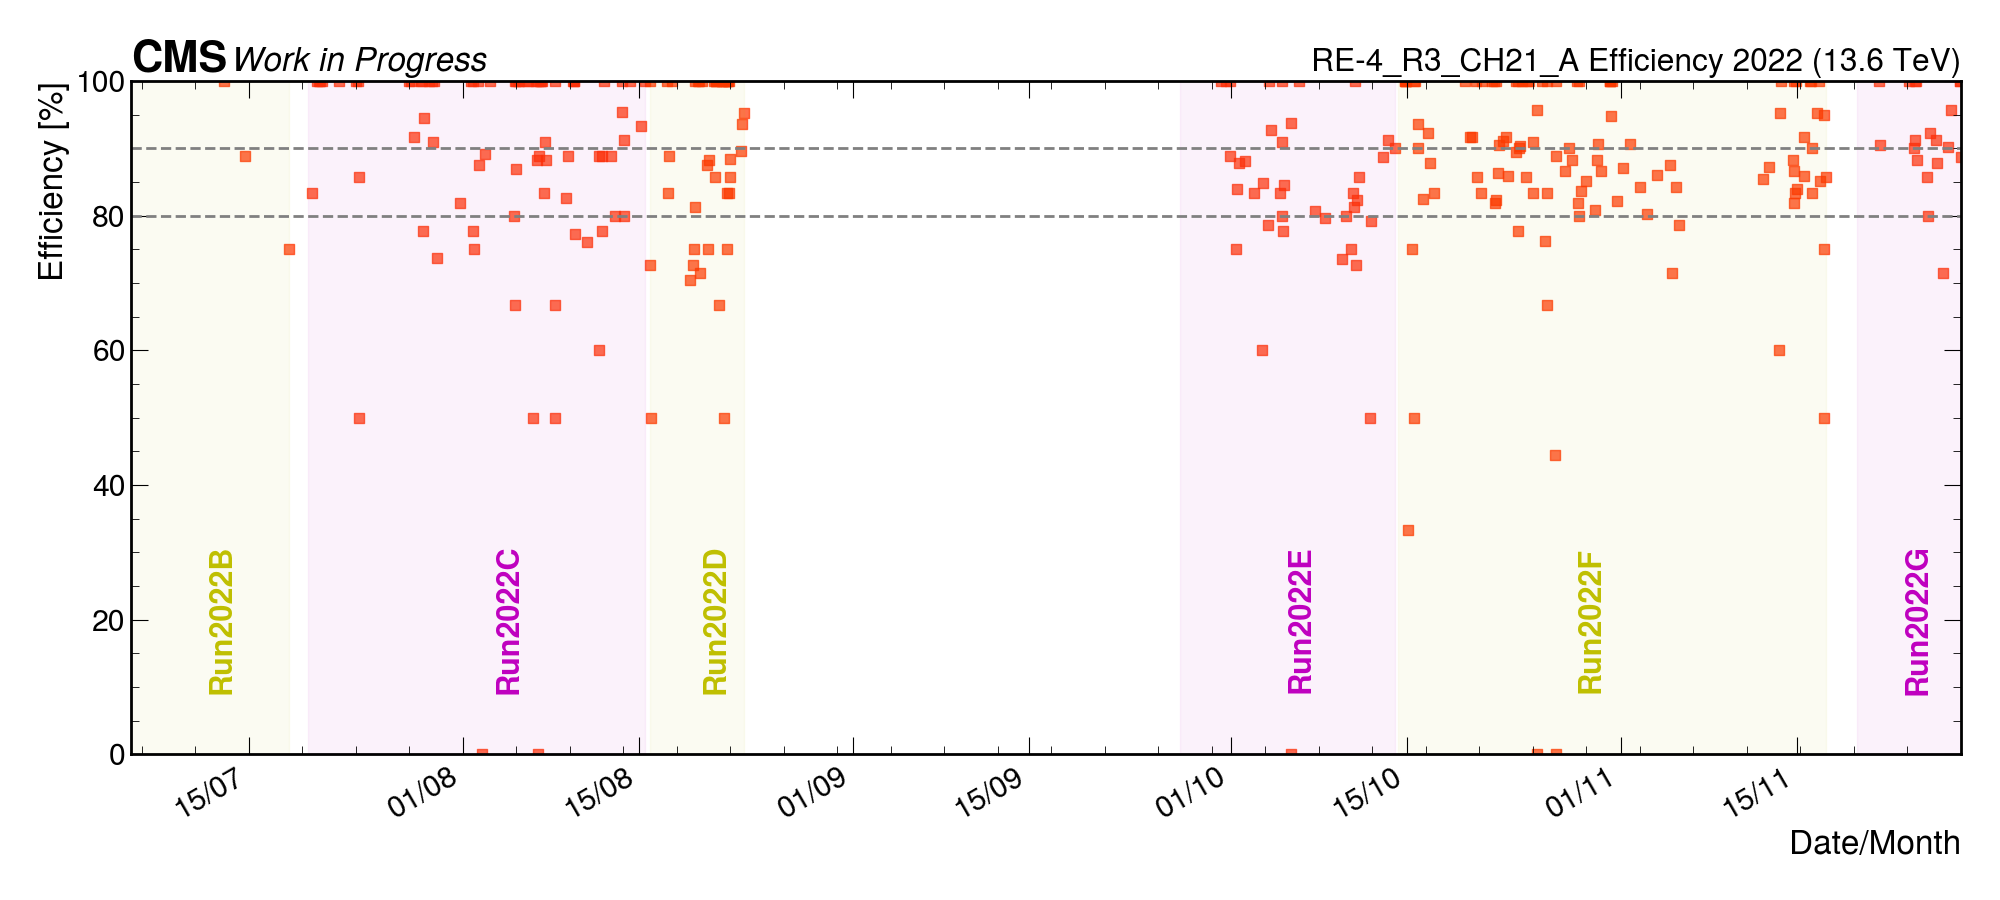 CMS Work in Progress
RE-4_R3_CH21_A Efficiency 2022 (13.6 TeV)
Efficiency [%]
100
80
60
40
20
0
Run2022B
Run2022C
Run2022D
Run2022E
Run2022F
Run2022G
15/07
01/08
15/08
01/09
15/09
01/10
15/10
01/11
15/11
Date/Month